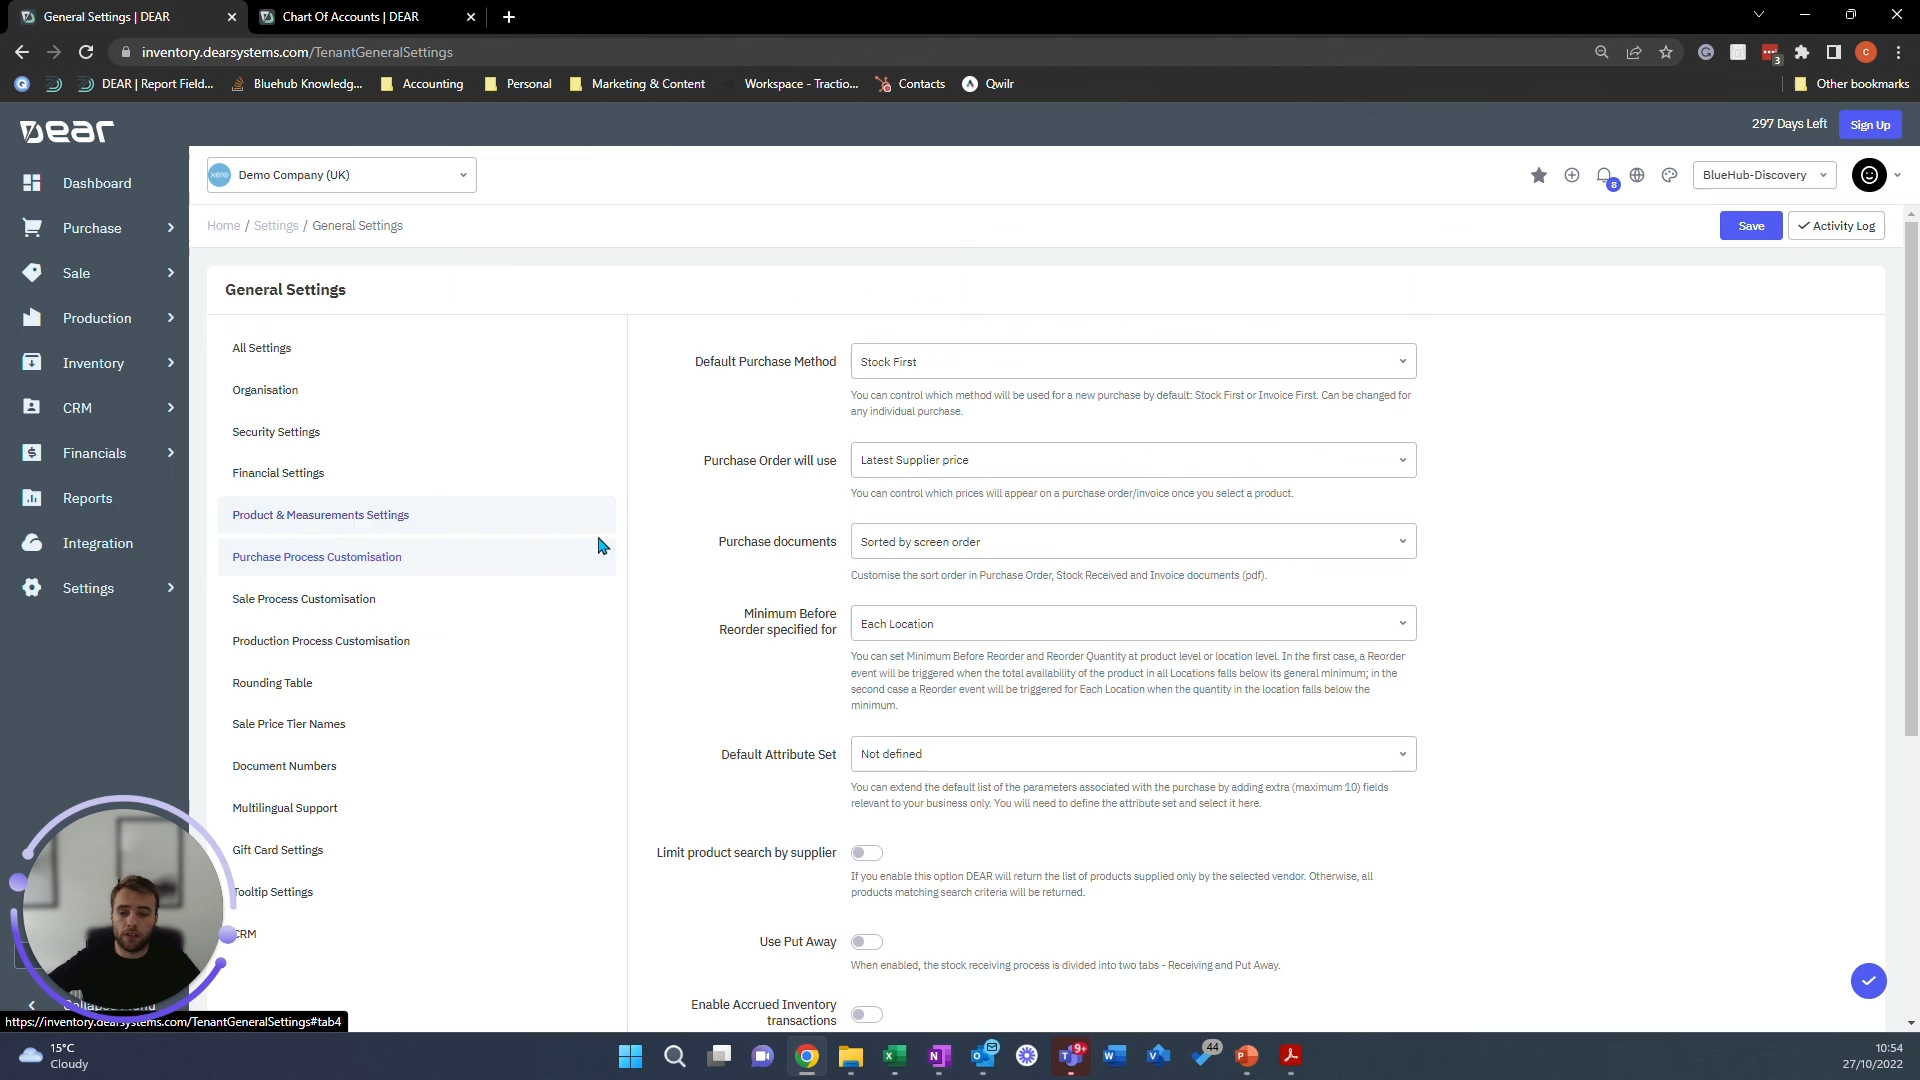 General Settings | DEAR
Chart Of Accounts | DEAR
inventory.dearsystems.com/TenantGeneralSettings
3
C
DEAR | Report Field...
Bluehub Knowledg...
Accounting
Personal
Marketing & Content
Workspace - Tractio...
Contacts
Qwilr
Other bookmarks
Dear
297 Days Left
Sign Up
Dashboard
Purchase
Sale
Production
Inventory
CRM
Financials
Reports
Integration
Settings
xero
Demo Company (UK)
8
BlueHub-Discovery
Home / Settings / General Settings
Save
Activity Log
General Settings
All Settings
Organisation
Security Settings
Financial Settings
Product & Measurements Settings
Purchase Process Customisation
Sale Process Customisation
Production Process Customisation
Rounding Table
Sale Price Tier Names
Document Numbers
Multilingual Support
Gift Card Settings
Tooltip Settings
CRM
Default Purchase Method
Stock First
You can control which method will be used for a new purchase by default: Stock First or Invoice First. Can be changed for
any individual purchase.
Purchase Order will use
Latest Supplier price
You can control which prices will appear on a purchase order/invoice once you select a product.
Purchase documents
Sorted by screen order
Customise the sort order in Purchase Order, Stock Received and Invoice documents (pdf).
Minimum Before
Reorder specified for
Each Location
You can set Minimum Before Reorder and Reorder Quantity at product level or location level. In the first case, a Reorder
event will be triggered when the total availability of the product in all Locations falls below its general minimum; in the
second case a Reorder event will be triggered for Each Location when the quantity in the location falls below the
minimum.
Default Attribute Set
Not defined
You can extend the default list of the parameters associated with the purchase by adding extra (maximum 10) fields
relevant to your business only. You will need to define the attribute set and select it here.
Limit product search by supplier
If you enable this option DEAR will return the list of products supplied only by the selected vendor. Otherwise, all
products matching search criteria will be returned.
Use Put Away
When enabled, the stock receiving process is divided into two tabs - Receiving and Put Away.
Enable Accrued Inventory
transactions
https://inventory.dearsystems.com/TenantGeneralSettings#tab4
15°C
Cloudy
9+
44
10:54
27/10/2022